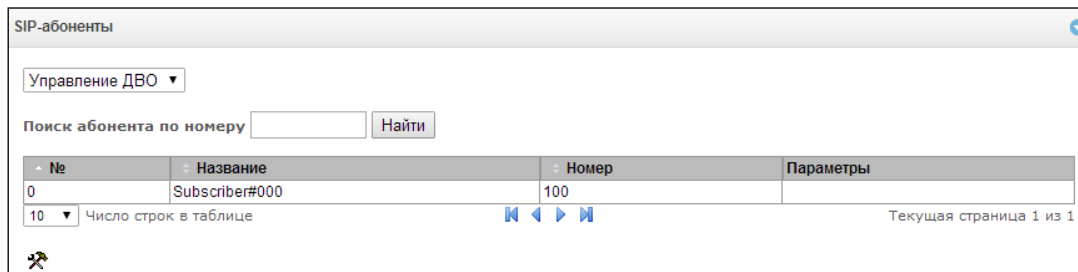 SIP-абоненты
Управление ДВО
Поиск абонента по номеру Найти
№ Название Номер Параметры
0 Subscriber#000 100
10 Число строк в таблице Текущая страница 1 из 1